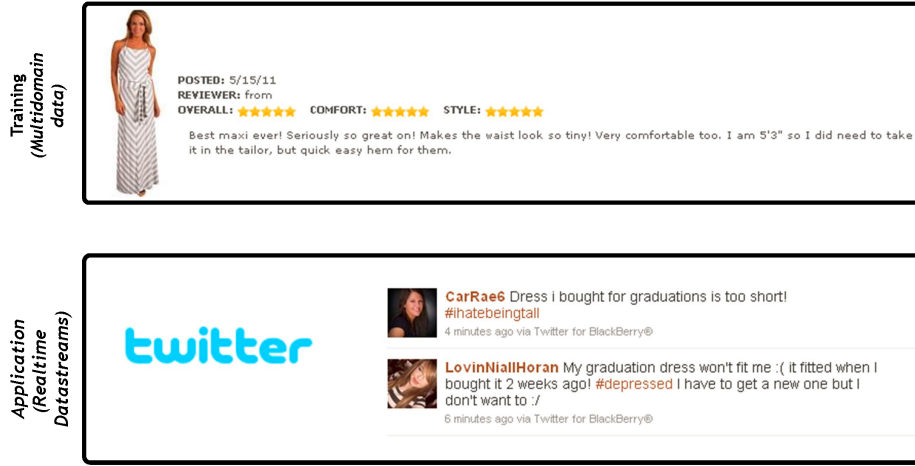 Training
(Multidomain
data)
POSTED: 5/15/11
REVIEWER: from
OVERALL: COMFORT: STYLE:
Best maxi ever! Seriously so great on! Makes the waist look so tiny! Very comfortable too. I am 5'3" so I did need to take
it in the tailor, but quick easy hem for them.
Application
(Realtime
Datastreams)
twitter
CarRae6 Dress i bought for graduations is too short!
#ihatebeingtall
4 minutes ago via Twitter for BlackBerry®
LovinNiallHoran My graduation dress won't fit me :( it fitted when I
bought it 2 weeks ago! #depressed I have to get a new one but I
don't want to :/
6 minutes ago via Twitter for BlackBerry®